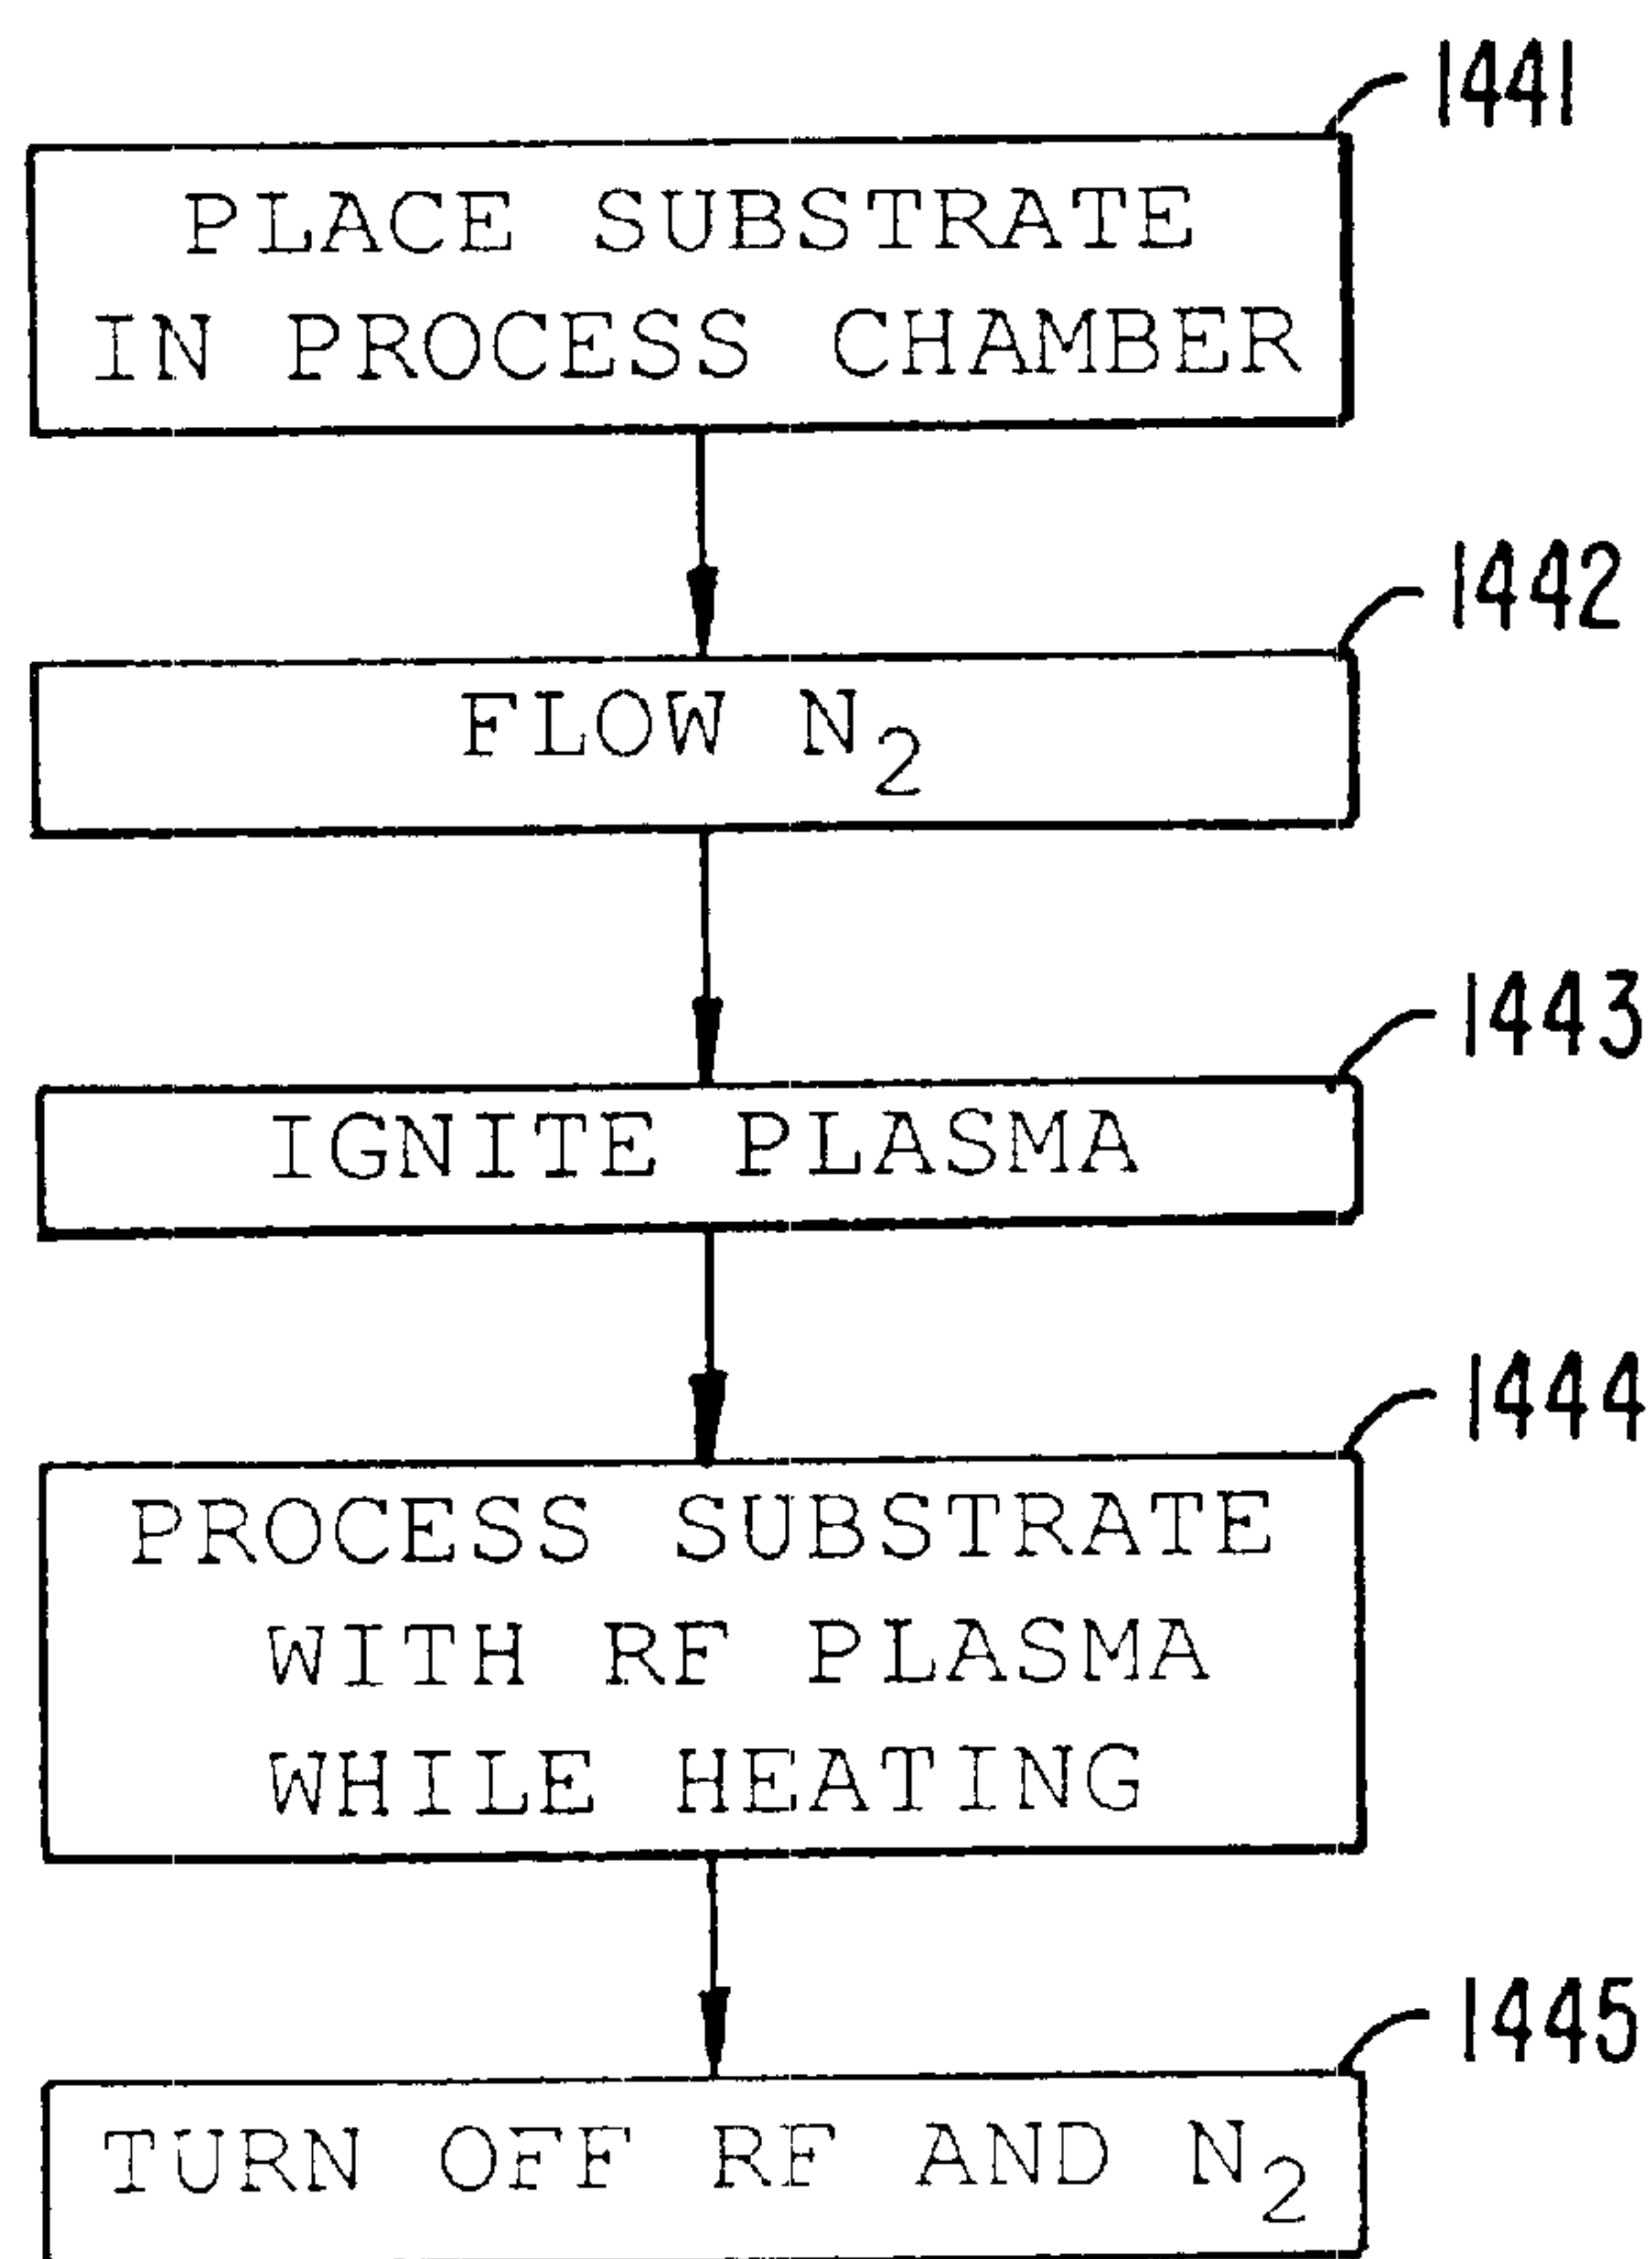 1441
PLACE SUBSTRATE
IN PROCESS CHAMBER
1442
FLOW N2
1443
IGNITE PLASMA
1444
PROCESS SUBSTRATE
WITH RF PLASMA
WHILE HEATING
1445
TURN OFF RF AND N2